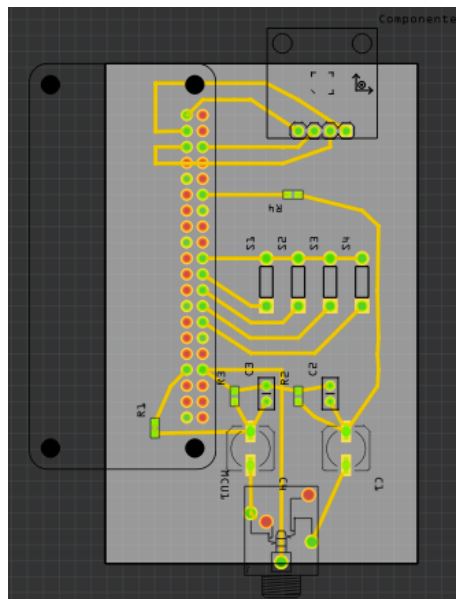 Componente
R4
S1 S2 S3 S4
R3 C3 R2 C2
R1
MCU1 C4 C1